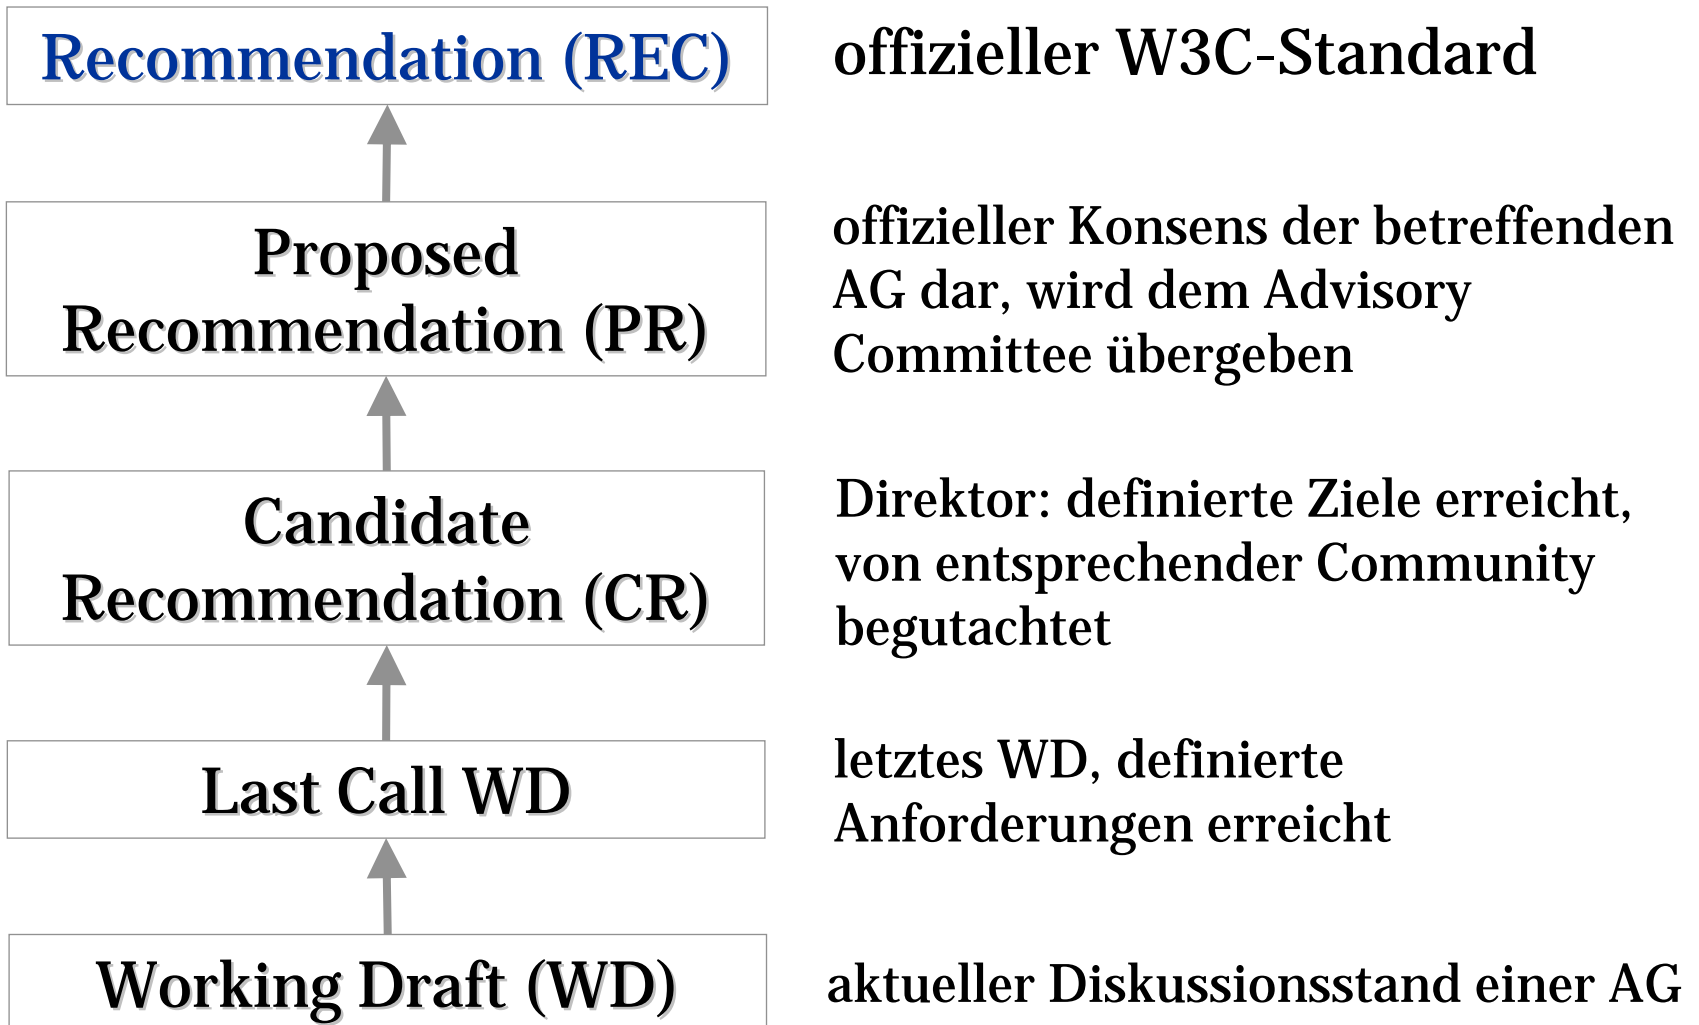 Recommendation (REC)
offizieller W3C-Standard
Proposed
Recommendation (PR)
offizieller Konsens der betreffenden
AG dar, wird dem Advisory
Committee übergeben
Candidate
Recommendation (CR)
Direktor: definierte Ziele erreicht,
von entsprechender Community
begutachtet
Last Call WD
letztes WD, definierte
Anforderungen erreicht
Working Draft (WD)
aktueller Diskussionsstand einer AG